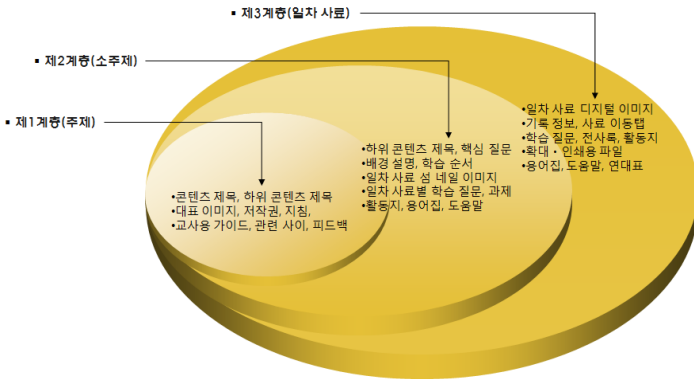 ▪ 제3계층(일차 사료)
▪ 제2계층(소주제)
▪ 제1계층(주제)
•일차 사료 디지털 이미지
•기록 정보, 사료 이동탭
•학습 질문, 전사록, 활동지
•확대・인쇄용 파일
•용어집, 도움말, 연대표
•하위 콘텐츠 제목, 핵심 질문
•배경 설명, 학습 순서
•일차 사료 섬 네일 이미지
•일차 사료별 학습 질문, 과제
•활동지, 용어집, 도움말
•콘텐츠 제목, 하위 콘텐츠 제목
•대표 이미지, 저작권, 지침,
•교사용 가이드, 관련 사이, 피드백